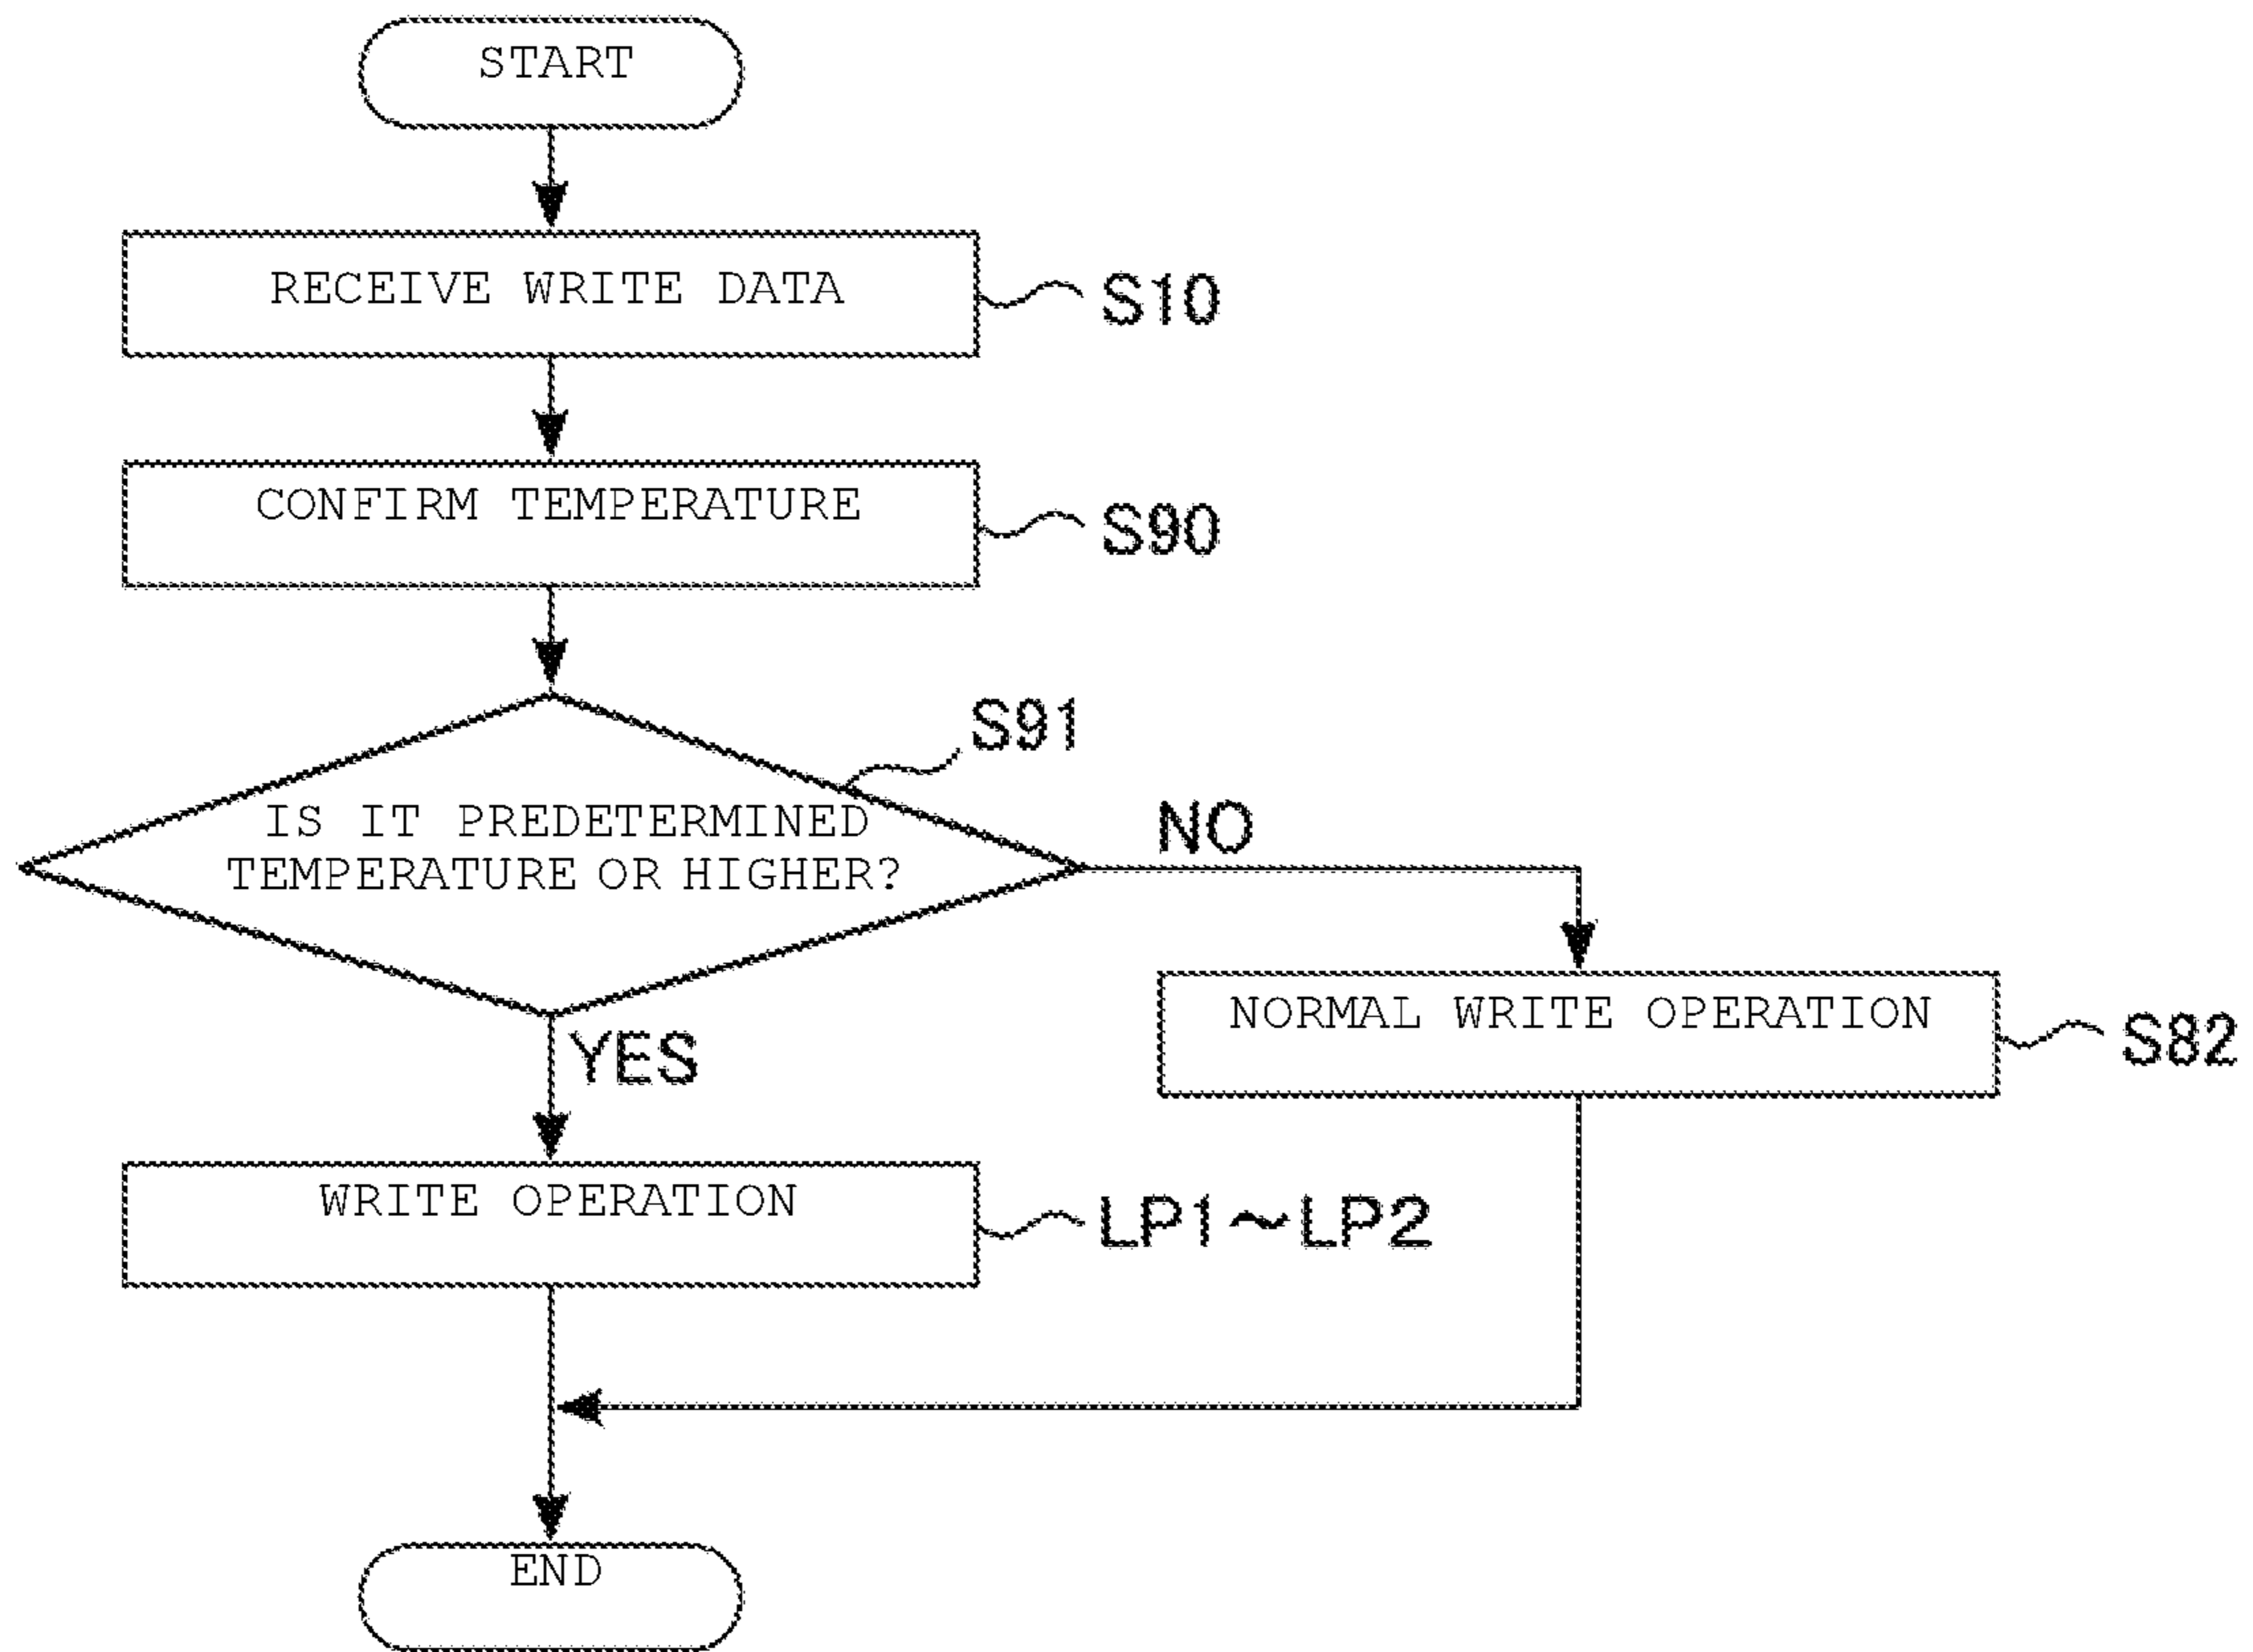 START
RECEIVE WRITE DATA
S10
CONFIRM TEMPERATURE
S90
S91
IS IT PREDETERMINED
TEMPERATURE OR HIGHER?
NO
NORMAL WRITE OPERATION
S82
YES
WRITE OPERATION
LP1~LP2
END